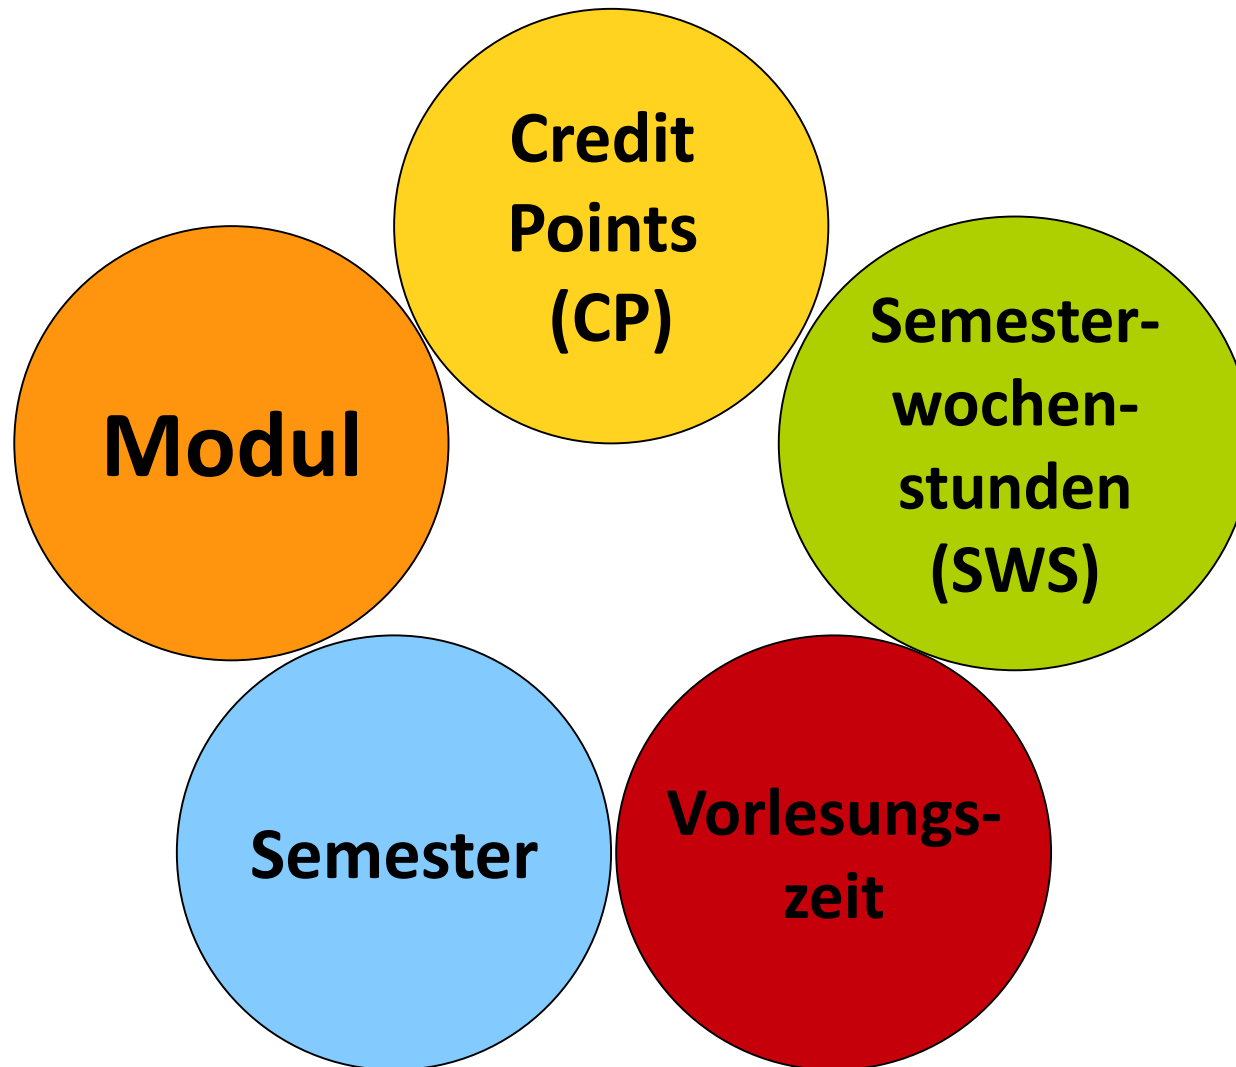 Credit
Points
(CP)
Modul
Semester-
wochen-
stunden
(SWS)
Semester
Vorlesungs-
zeit